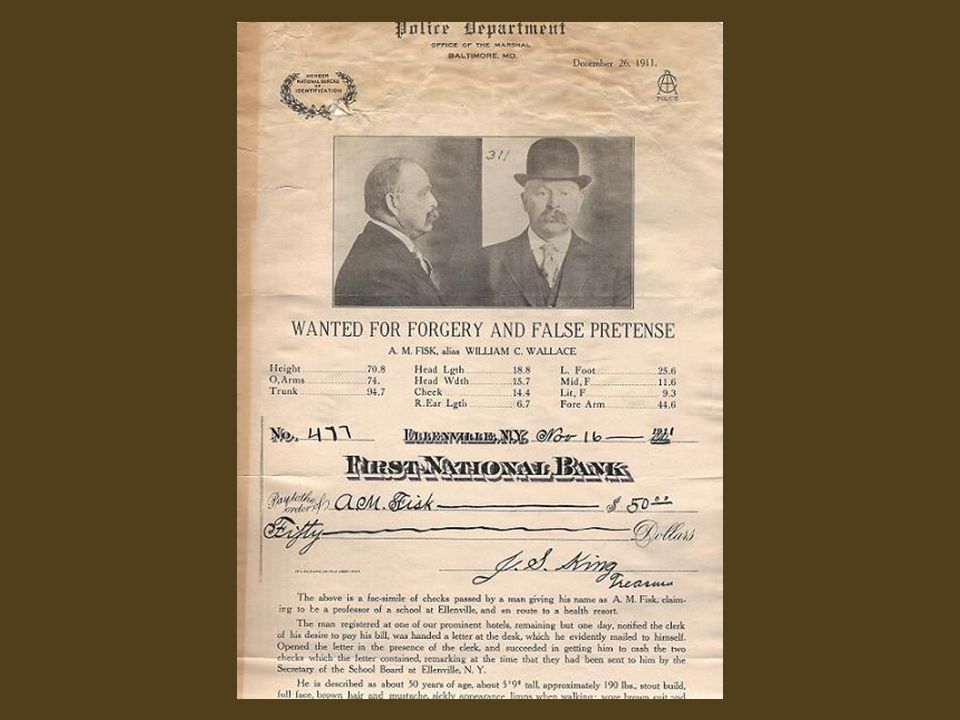 Police Department
OFFICE OF THE MARSHAL
BALTIMORE, MD.
December 26, 1911.
MEMBER
NATIONAL BUREAU
OF
IDENTIFICATION
POLICE
311
WANTED FOR FORGERY AND FALSE PRETENSE
A. M. FISK, alias WILLIAM C. WALLACE
Height 70.8 Head Lgth 18.8 L. Foot 25.6
O, Arms 74. Head Wdth 15.7 Mid, F 11.6
Trunk 94.7 Cheek 14.4 Lit, F 9.3
R. Ear Lgth 6.7 Fore Arm 44.6
No. 477 ELLENVILLE, N.Y. Nov 16 1911
FIRST NATIONAL BANK
Pay to the order of A.M. Fisk $ 50 00
Fifty Dollars
J. S. King
Treasurer
The above is a fac-simile of checks passed by a man giving his name as A. M. Fisk, claim-
ing to be a professor of a school at Ellenville, and en route to a health resort.
The man registered at one of our prominent hotels, remaining but one day, notified the clerk
of his desire to pay his bill, was handed a letter at the desk, which he evidently mailed to himself.
Opened the letter in the presence of the clerk, and succeeded in getting him to cash the two
checks which the letter contained, remarking at the time that they had been sent to him by the
Secretary of the School Board at Ellenville, N. Y.
He is described as about 50 years of age, about 5'9" tall, approximately 190 lbs., stout build,
full face, brown hair and mustache, sickly appearance, limps when walking; wore brown suit and